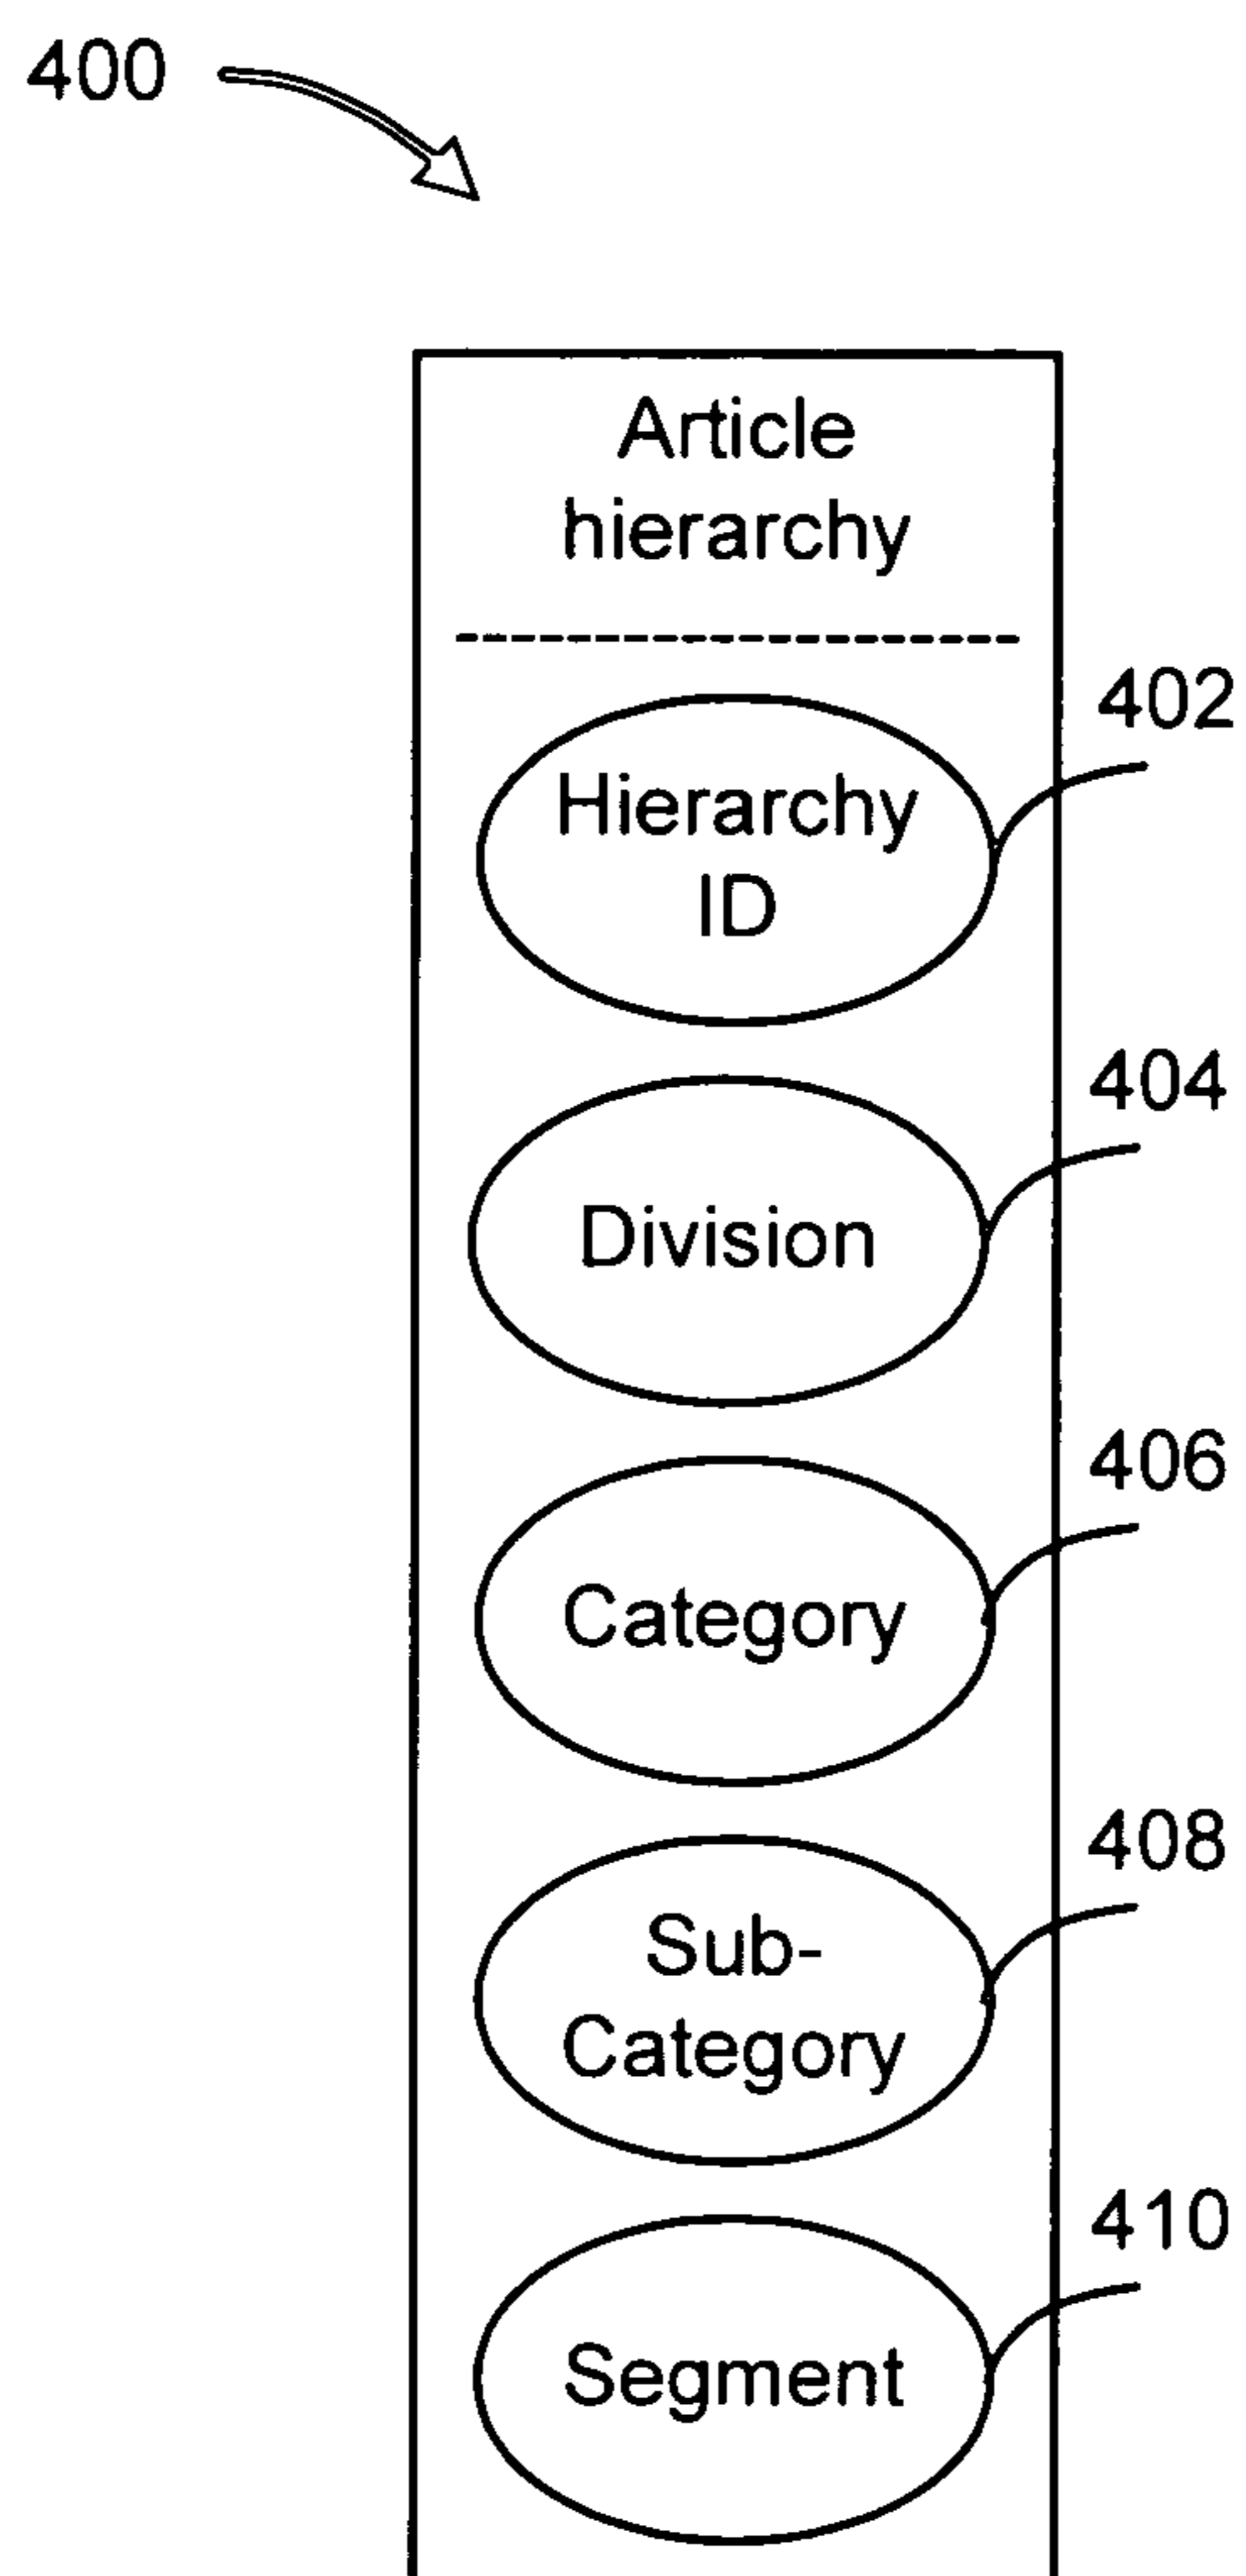 400
Article
hierarchy
402
Hierarchy
ID
404
Division
406
Category
408
Sub-
Category
410
Segment